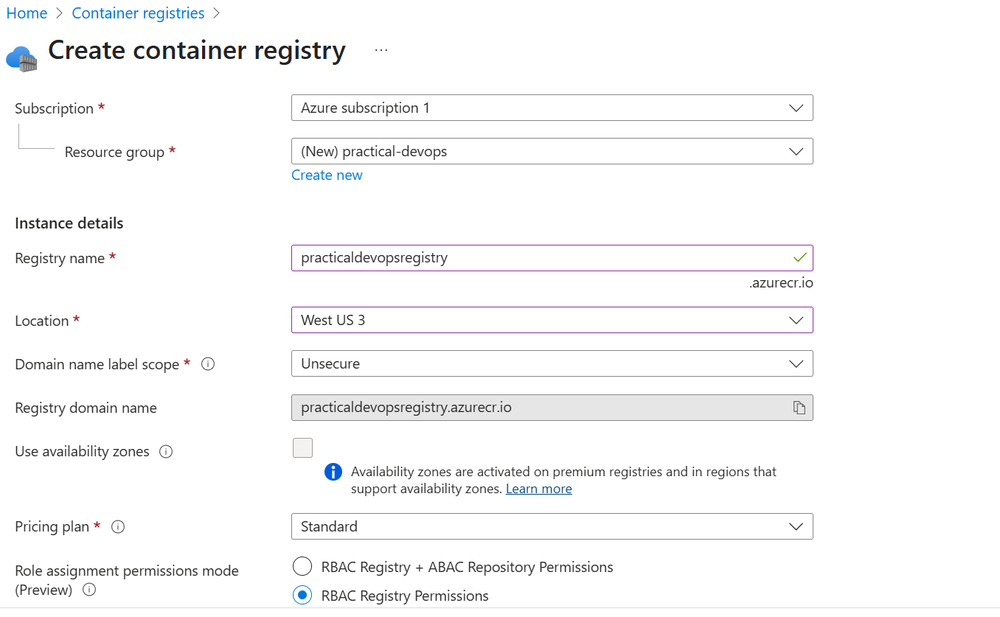 Home > Container registries >
Create container registry ...
Subscription * Azure subscription 1
Resource group * (New) practical-devops
Create new
Instance details
Registry name * practicaldevopsregistry
.azurecr.io
Location * West US 3
Domain name label scope * Unsecure
Registry domain name practicaldevopsregistry.azurecr.io
Use availability zones
Availability zones are activated on premium registries and in regions that
support availability zones. Learn more
Pricing plan * Standard
Role assignment permissions mode
(Preview)
RBAC Registry + ABAC Repository Permissions
RBAC Registry Permissions